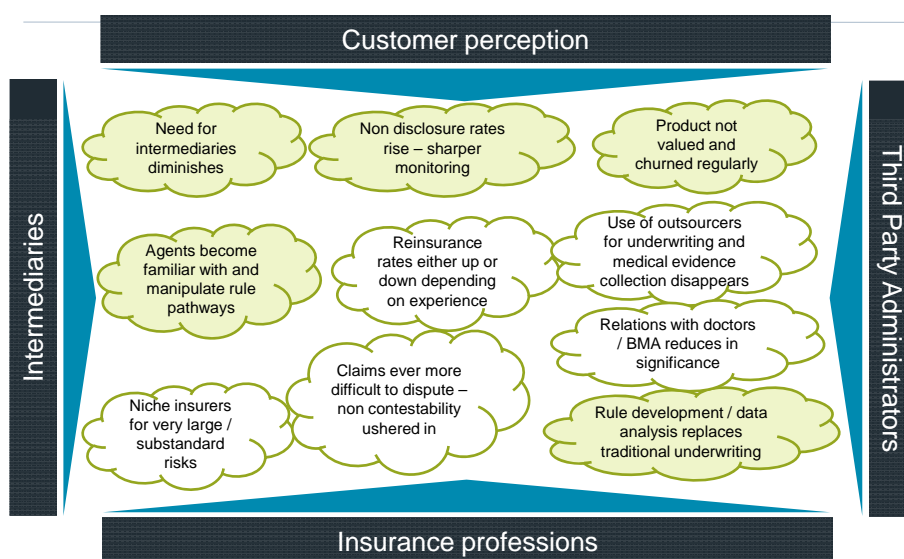 Customer perception
Intermediaries
Third Party Administrators
Need for
intermediaries
diminishes
Non disclosure rates
rise – sharper
monitoring
Product not
valued and
churned regularly
Agents become
familiar with and
manipulate rule
pathways
Reinsurance
rates either up or
down depending
on experience
Use of outsourcers
for underwriting and
medical evidence
collection disappears
Relations with doctors
/ BMA reduces in
significance
Niche insurers
for very large /
substandard
risks
Claims ever more
difficult to dispute –
non contestability
ushered in
Rule development / data
analysis replaces
traditional underwriting
Insurance professions